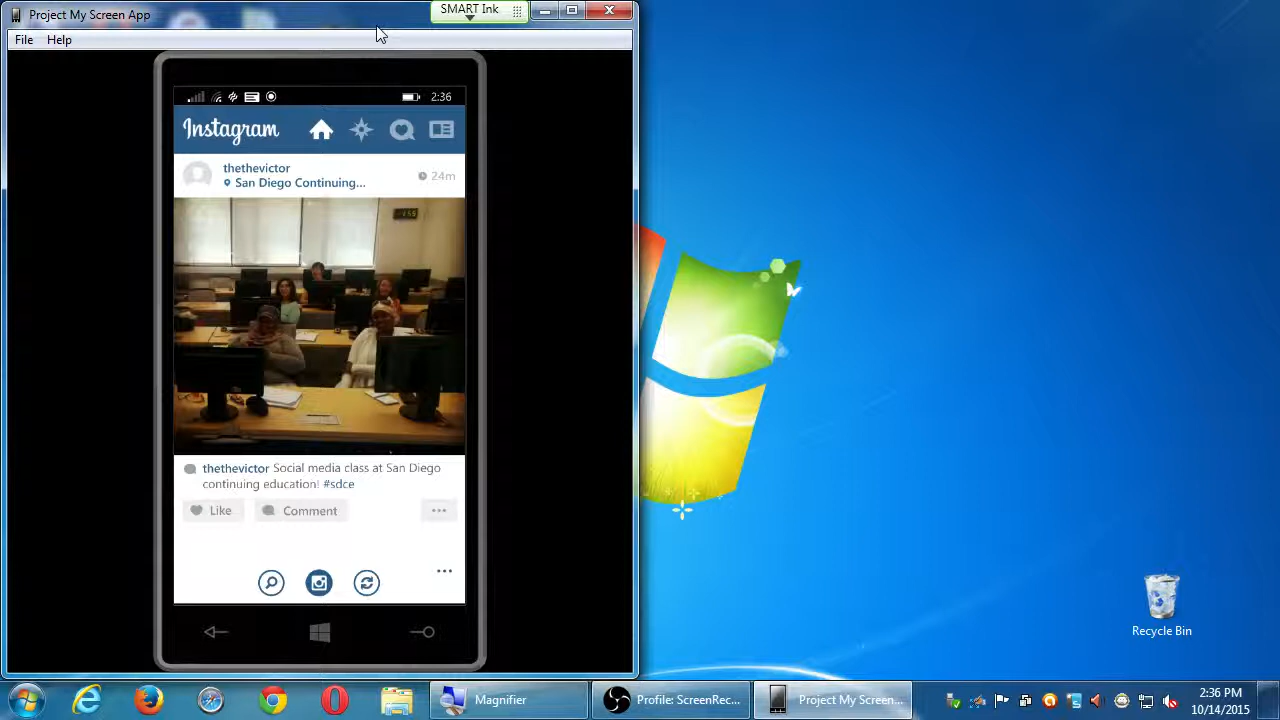 Project My Screen App
SMART Ink
File Help
2:36
Instagram
thethevictor
San Diego Continuing...
24m
thethevictor Social media class at San Diego
continuing education! #sdce
Like
Comment
Recycle Bin
Magnifier
Profile: ScreenRec...
Project My Screen...
2:36 PM
10/14/2015